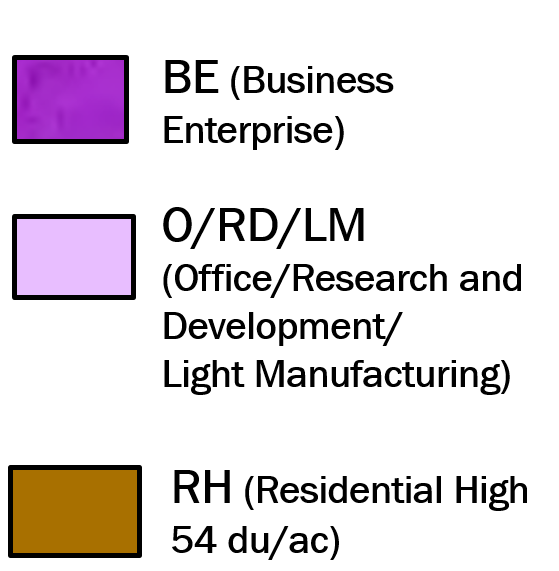 BE (Business
Enterprise)
O/RD/LM
(Office/Research and
Development/
Light Manufacturing)
RH (Residential High
54 du/ac)